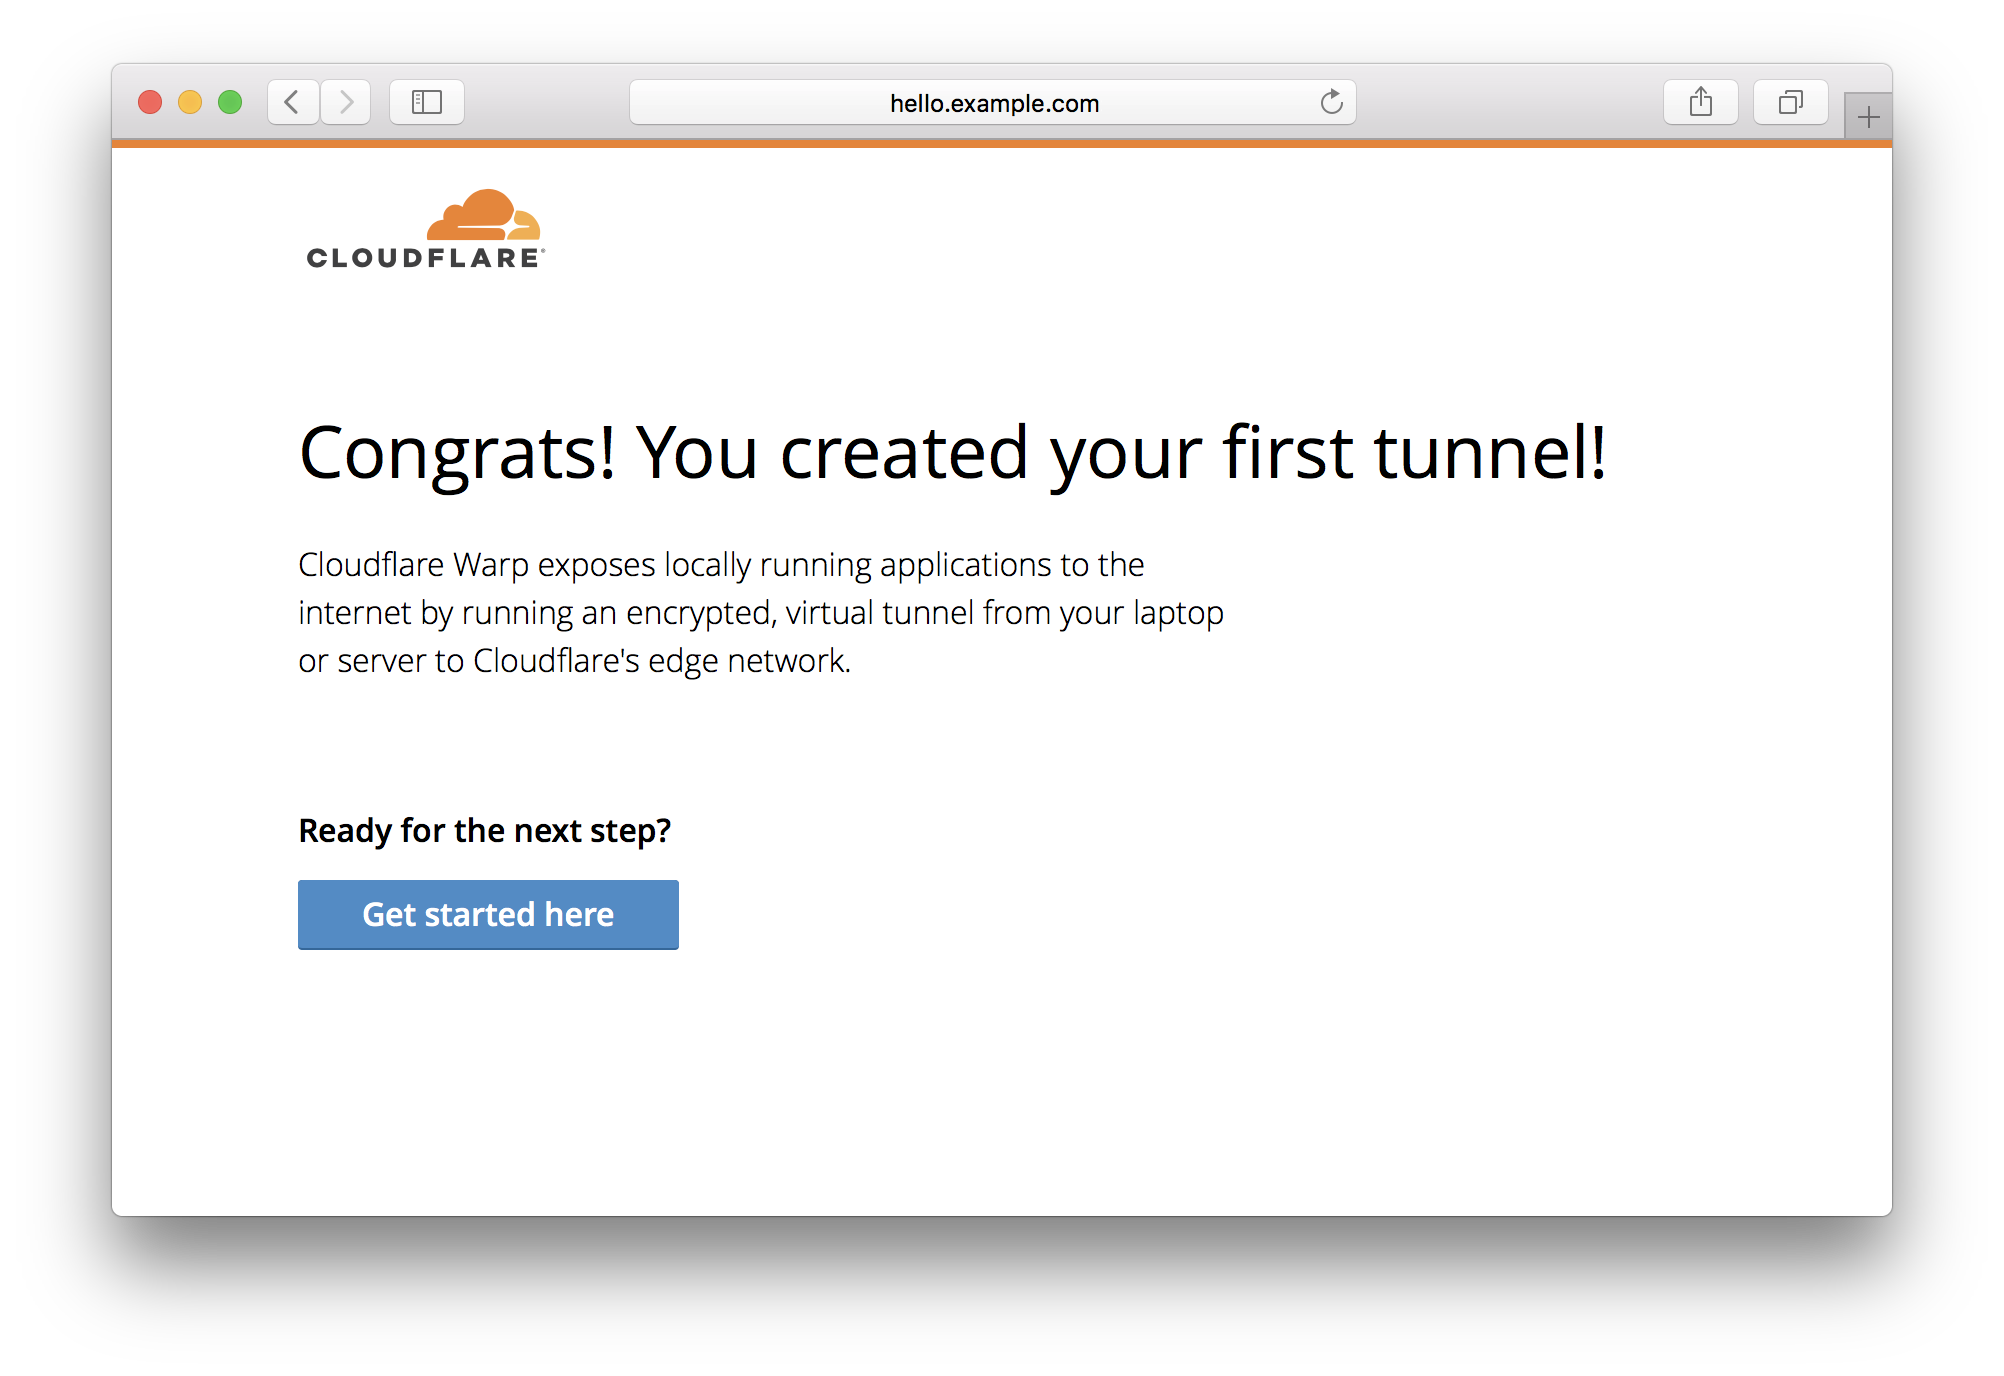 hello.example.com
CLOUDFLARE®
Congrats! You created your first tunnel!
Cloudflare Warp exposes locally running applications to the
internet by running an encrypted, virtual tunnel from your laptop
or server to Cloudflare's edge network.
Ready for the next step?
Get started here